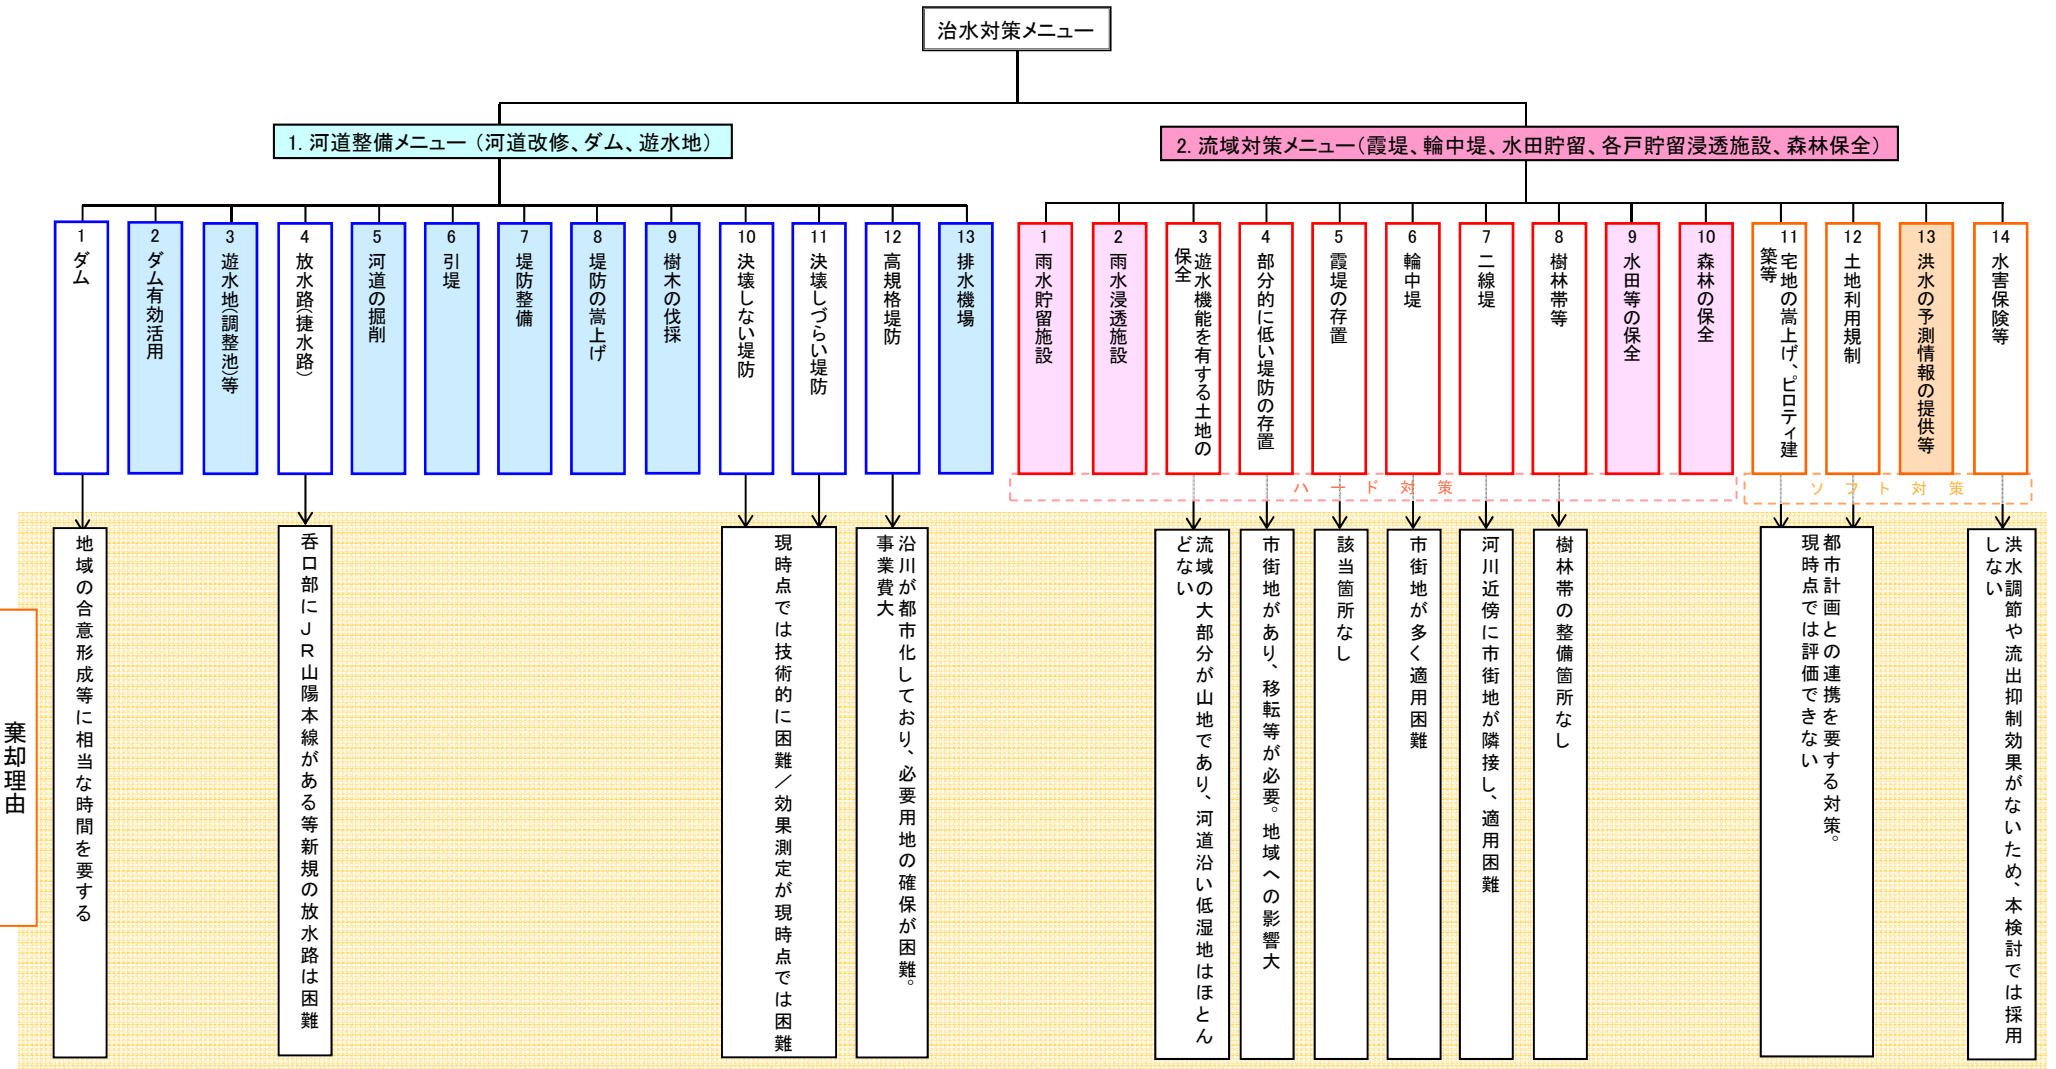 治水対策メニュー
1. 河道整備メニュー（河道改修、ダム、遊水地）
2. 流域対策メニュー（霞堤、輪中堤、水田貯留、各戸貯留浸透施設、森林保全）
1
ダム
2
ダム有効活用
3
遊水地（調整池）等
4
放水路（捷水路）
5
河道の掘削
6
引堤
7
堤防整備
8
堤防の嵩上げ
9
樹木の伐採
10
決壊しない堤防
11
決壊しづらい堤防
12
高規格堤防
13
排水機場
1
雨水貯留施設
2
雨水浸透施設
3
遊水機能を有する土地の
保全
4
部分的に低い堤防の存置
5
霞堤の存置
6
輪中堤
7
二線堤
8
樹林帯等
9
水田等の保全
10
森林の保全
11
宅地の嵩上げ、ピロティ建
築等
12
土地利用規制
13
洪水の予測情報の提供等
14
水害保険等
ハード対策
ソフト対策
棄却理由
地域の合意形成等に相当な時間を要する
呑口部にＪＲ山陽本線がある等新規の放水路は困難
現時点では技術的に困難／効果測定が現時点では困難
沿川が都市化しており、必要用地の確保が困難。
事業費大
流域の大部分が山地であり、河道沿い低湿地はほとん
どない
市街地があり、移転等が必要。地域への影響大
該当箇所なし
市街地が多く適用困難
河川近傍に市街地が隣接し、適用困難
樹林帯の整備箇所なし
都市計画との連携を要する対策。
現時点では評価できない
洪水調節や流出抑制効果がないため、本検討では採用
しない